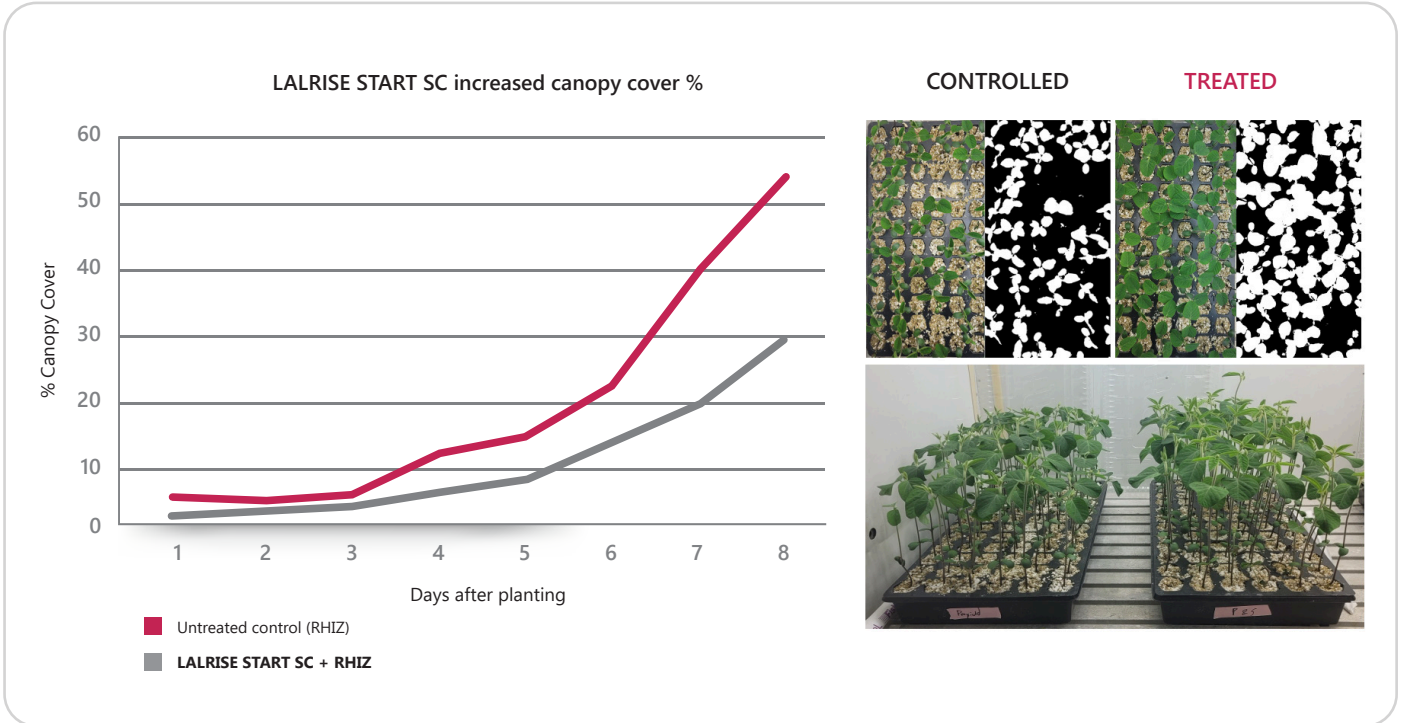 LALRISE START SC increased canopy cover %
60
50
40
30
20
10
0
% Canopy Cover
1 2 3 4 5 6 7 8
Days after planting
Untreated control (RHIZ)
LALRISE START SC + RHIZ
CONTROLLED TREATED